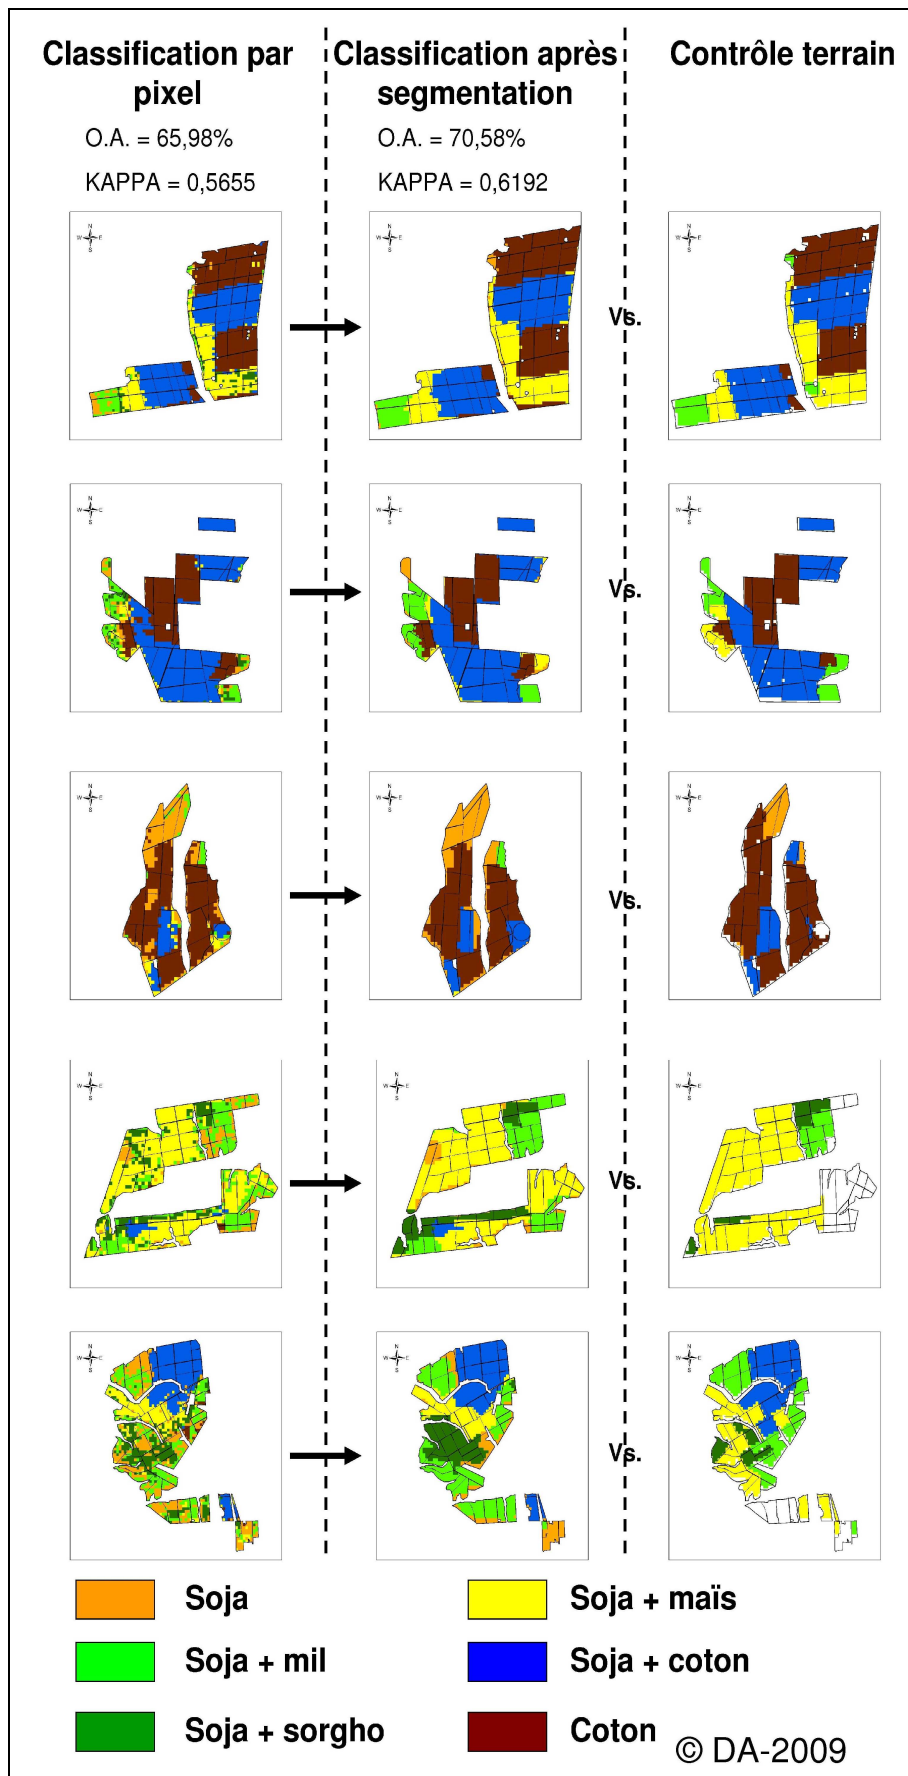 Classification par
pixel
O.A. = 65,98%
KAPPA = 0,5655
Classification après
segmentation
O.A. = 70,58%
KAPPA = 0,6192
Contrôle terrain
N
W E
S
N
W E
S
N
W E
S
Vs.
N
W E
S
N
W E
S
N
W E
S
Vs.
N
W E
S
N
W E
S
N
W E
S
Vs.
N
W E
S
N
W E
S
N
W E
S
Vs.
N
W E
S
N
W E
S
N
W E
S
Vs.
Soja
Soja + maïs
Soja + mil
Soja + coton
Soja + sorgho
Coton
© DA-2009